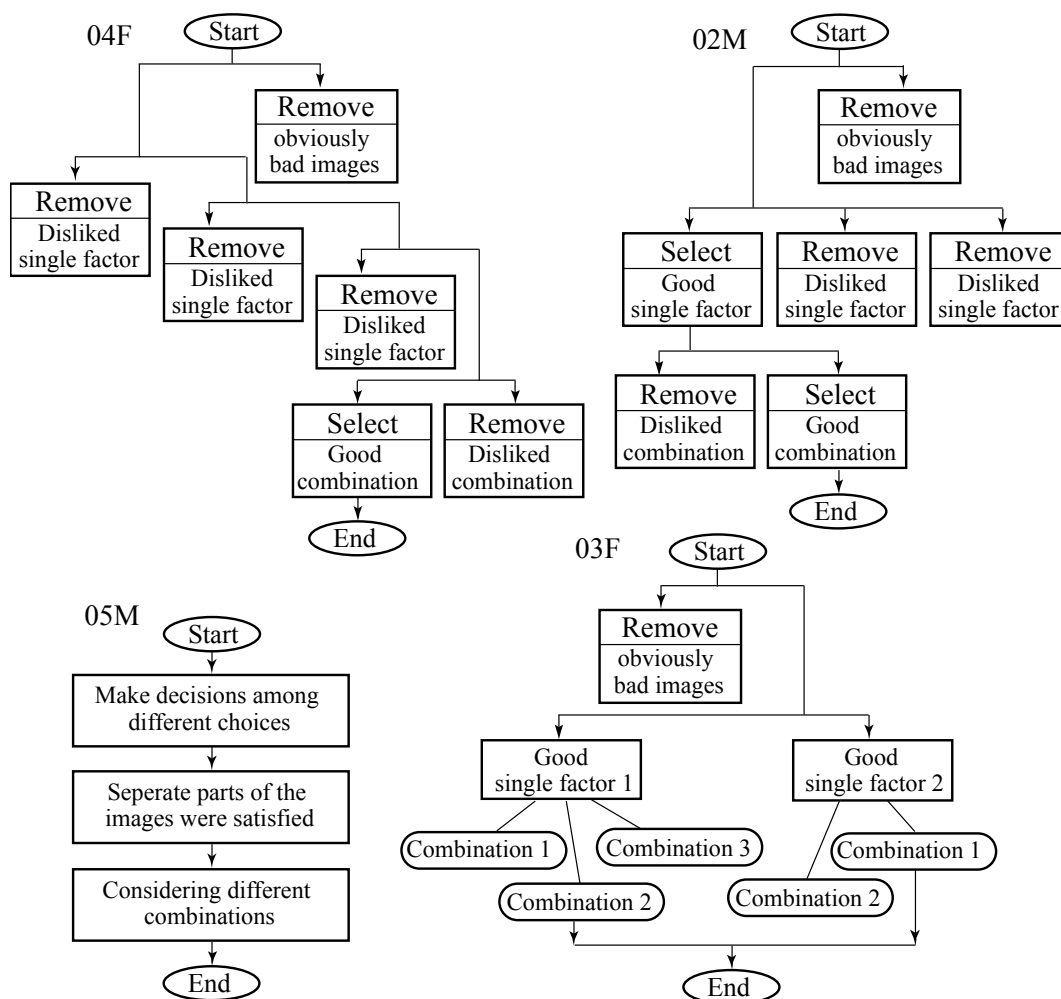 04F
Start
Remove
obviously
bad images
Remove
Disliked
single factor
Remove
Disliked
single factor
Remove
Disliked
single factor
Select
Good
combination
Remove
Disliked
combination
End
02M
Start
Remove
obviously
bad images
Select
Good
single factor
Remove
Disliked
single factor
Remove
Disliked
single factor
Remove
Disliked
combination
Select
Good
combination
End
05M
Start
Make decisions among
different choices
Seperate parts of the
images were satisfied
Considering different
combinations
End
03F
Start
Remove
obviously
bad images
Good
single factor 1
Good
single factor 2
Combination 1
Combination 3
Combination 2
Combination 1
Combination 2
End